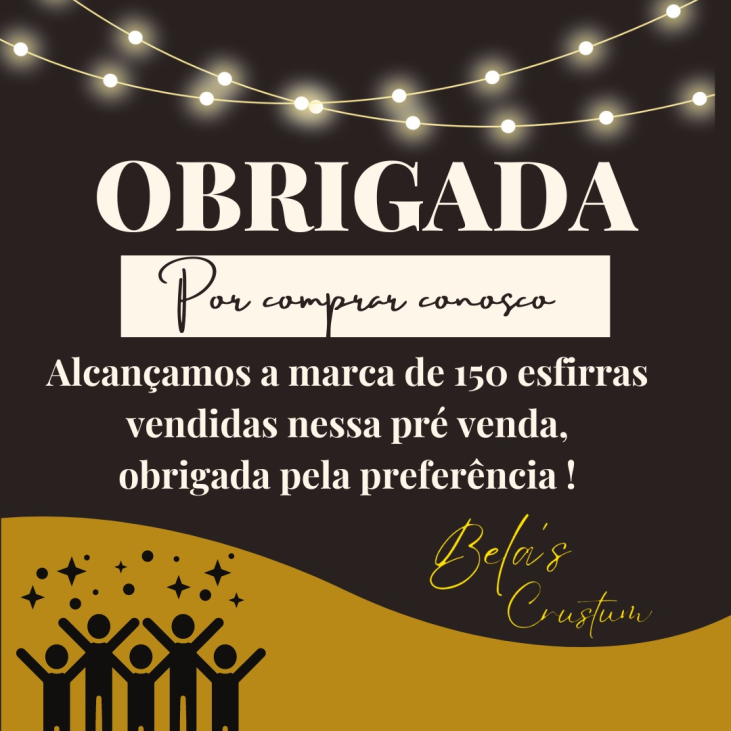 OBRIGADA
Por comprar conosco
Alcançamos a marca de 150 esfirras
vendidas nessa pré venda,
obrigada pela preferência !
Bela's
Crustum